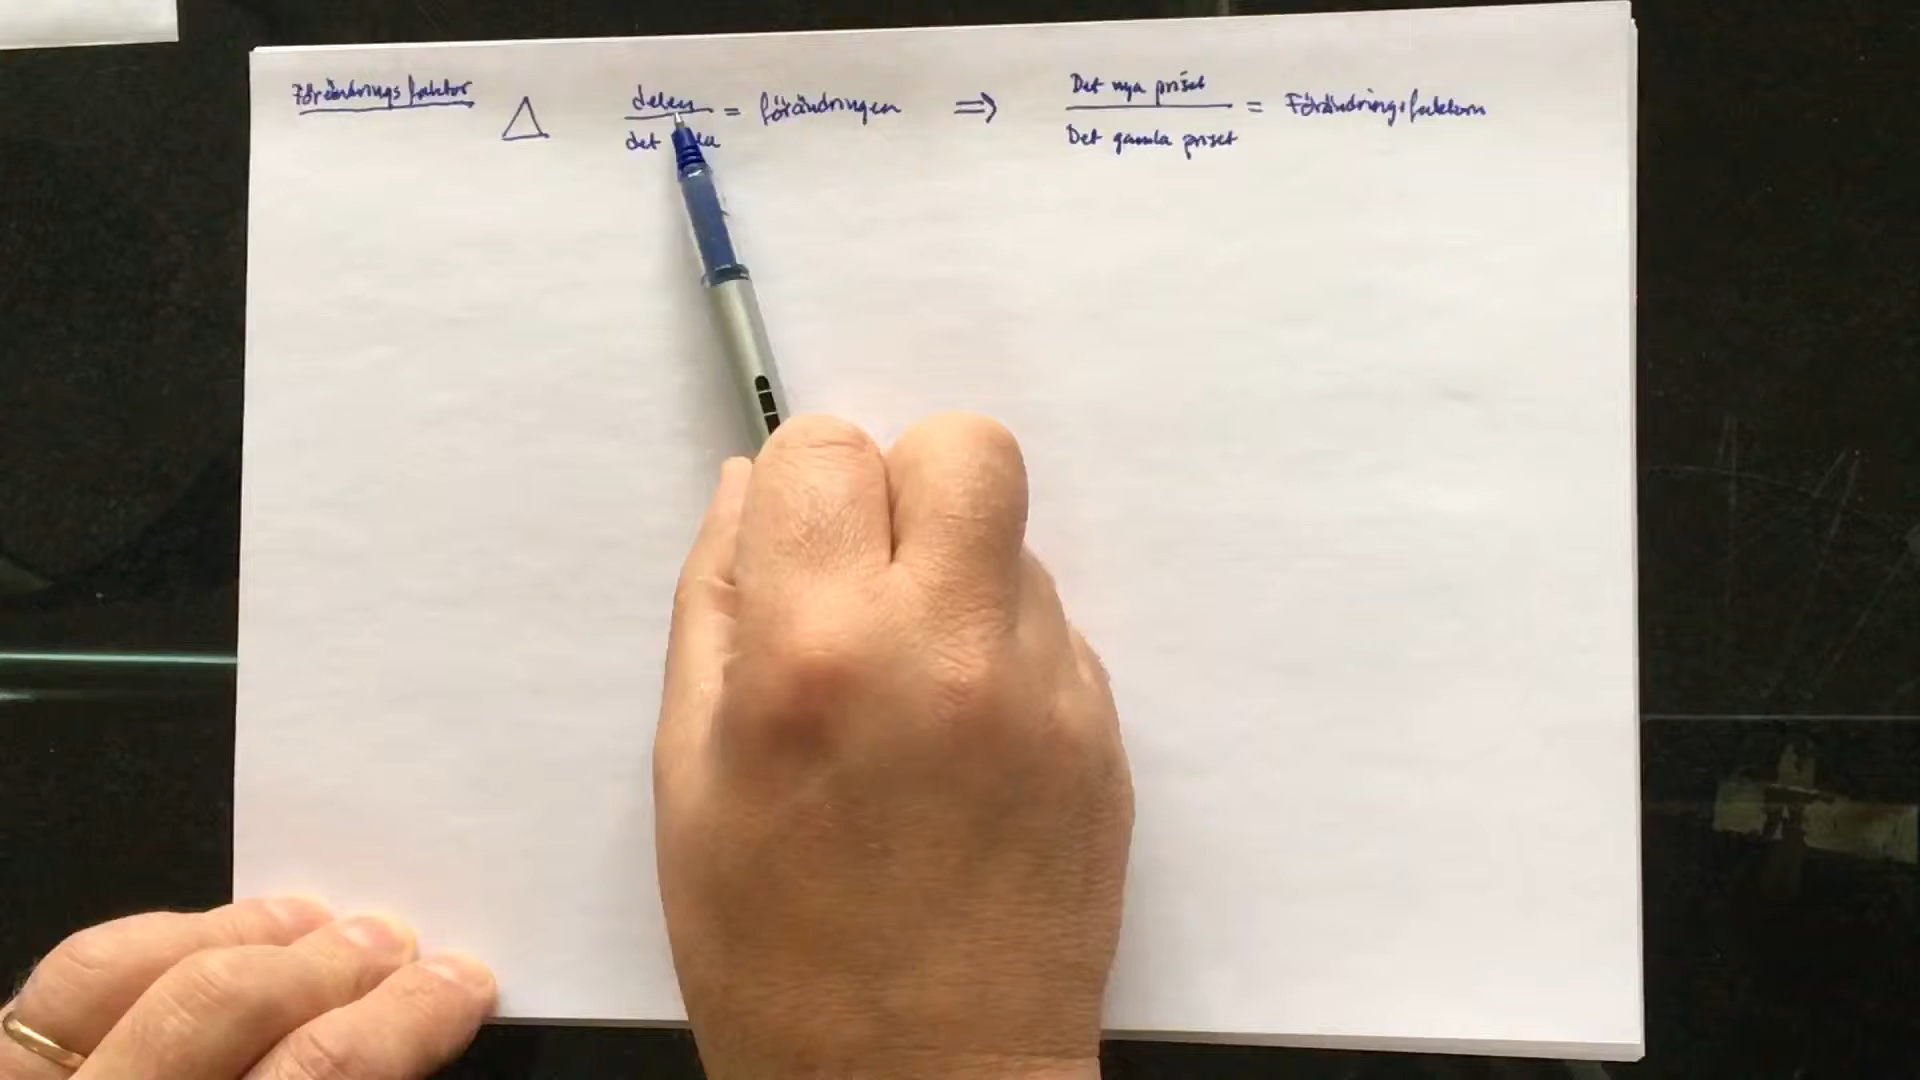 Förändringsfaktor
Δ
delen
det
= förändringen
⇒
Det nya priset
Det gamla priset
= Förändringsfaktorn